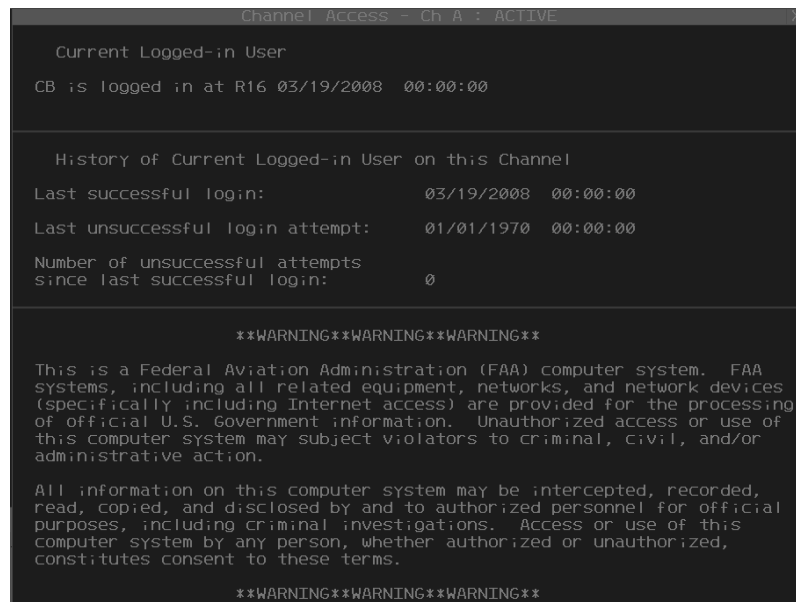 Channel Access - Ch A : ACTIVE
Current Logged-in User
CB is logged in at R16 03/19/2008 00:00:00
History of Current Logged-in User on this Channel
Last successful login: 03/19/2008 00:00:00
Last unsuccessful login attempt: 01/01/1970 00:00:00
Number of unsuccessful attempts
since last successful login: 0
**WARNING**WARNING**WARNING**
This is a Federal Aviation Administration (FAA) computer system. FAA
systems, including all related equipment, networks, and network devices
(specifically including Internet access) are provided for the processing
of official U.S. Government information. Unauthorized access or use of
this computer system may subject violators to criminal, civil, and/or
administrative action.
All information on this computer system may be intercepted, recorded,
read, copied, and disclosed by and to authorized personnel for official
purposes, including criminal investigations. Access or use of this
computer system by any person, whether authorized or unauthorized,
constitutes consent to these terms.
**WARNING**WARNING**WARNING**